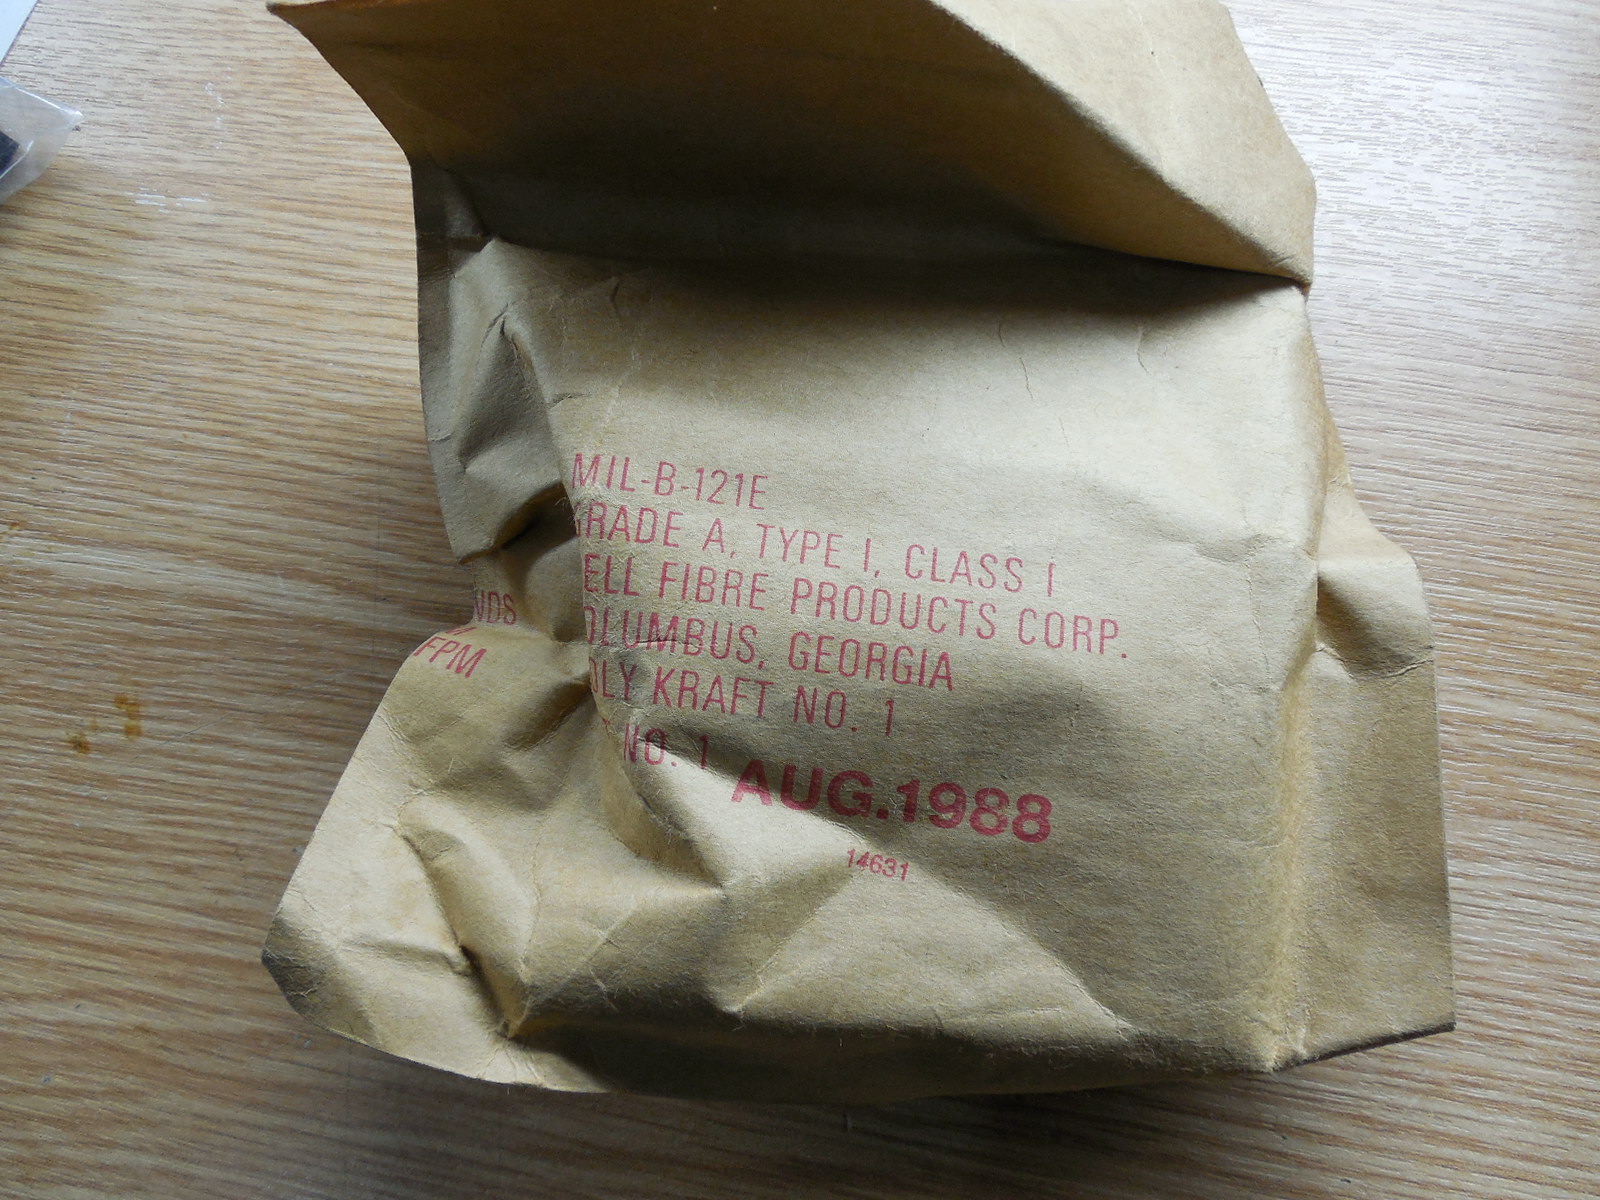 MIL-B-121E
GRADE A, TYPE I, CLASS I
ELL FIBRE PRODUCTS CORP.
OLUMBUS, GEORGIA
OLY KRAFT NO. 1
T NO. 1
AUG.1988
14631
NDS
FPM